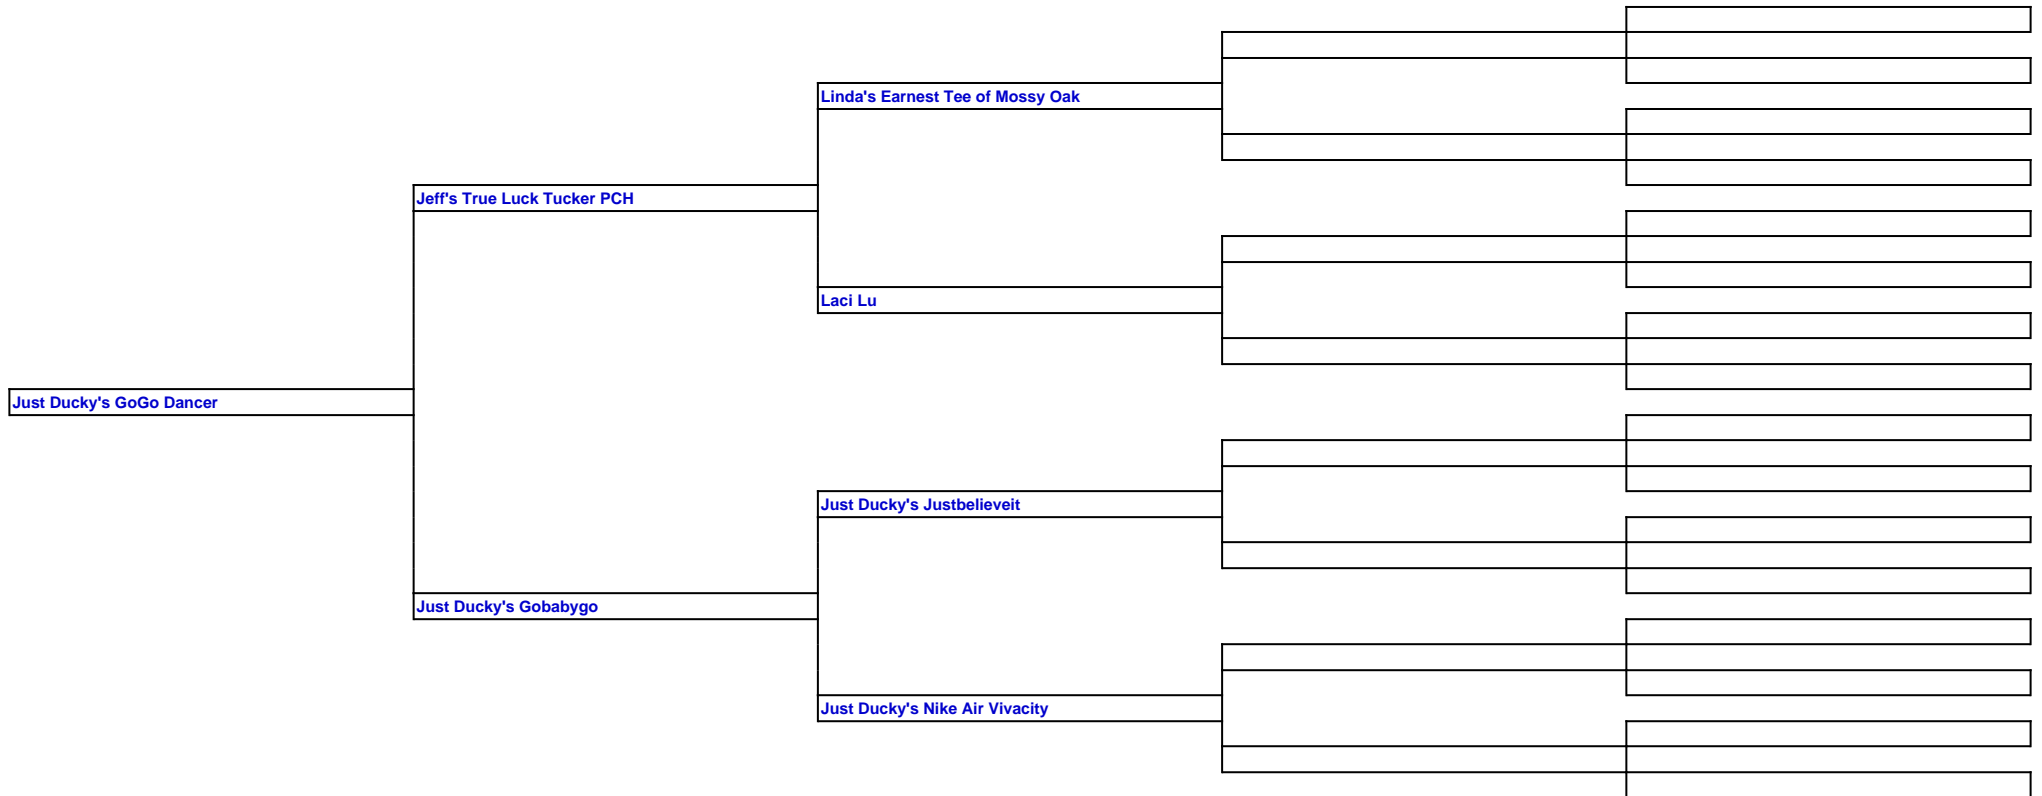 Linda's Earnest Tee of Mossy Oak
Jeff's True Luck Tucker PCH
Laci Lu
Just Ducky's GoGo Dancer
Just Ducky's Justbelieveit
Just Ducky's Gobabygo
Just Ducky's Nike Air Vivacity